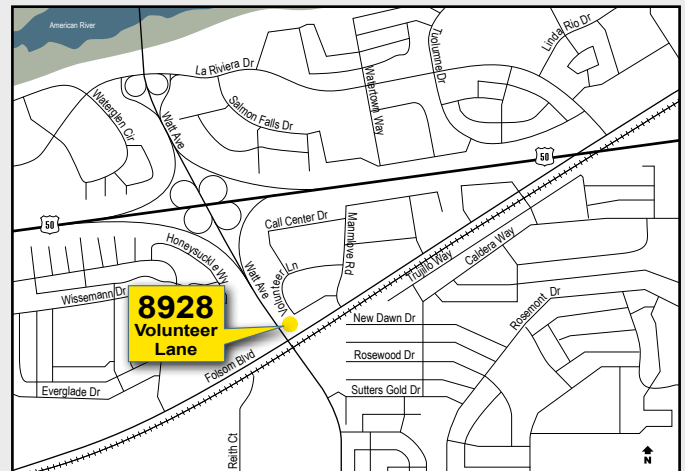 American River
La Riviera Dr
Tuolumne Dr
Linda Rio Dr
Waterglen Cir
Watt Ave
Salmon Falls Dr
Watertown Way
50
50
Call Center Dr
Manmlove Rd
Honeysuckle Wy
Watt Ave
Volunteer Ln
Trujillo Way
Caldera Way
Wissemann Dr
8928
Volunteer
Lane
New Dawn Dr
Rosemont Dr
Folsom Blvd
Rosewood Dr
Everglade Dr
Sutters Gold Dr
Reith Ct
N